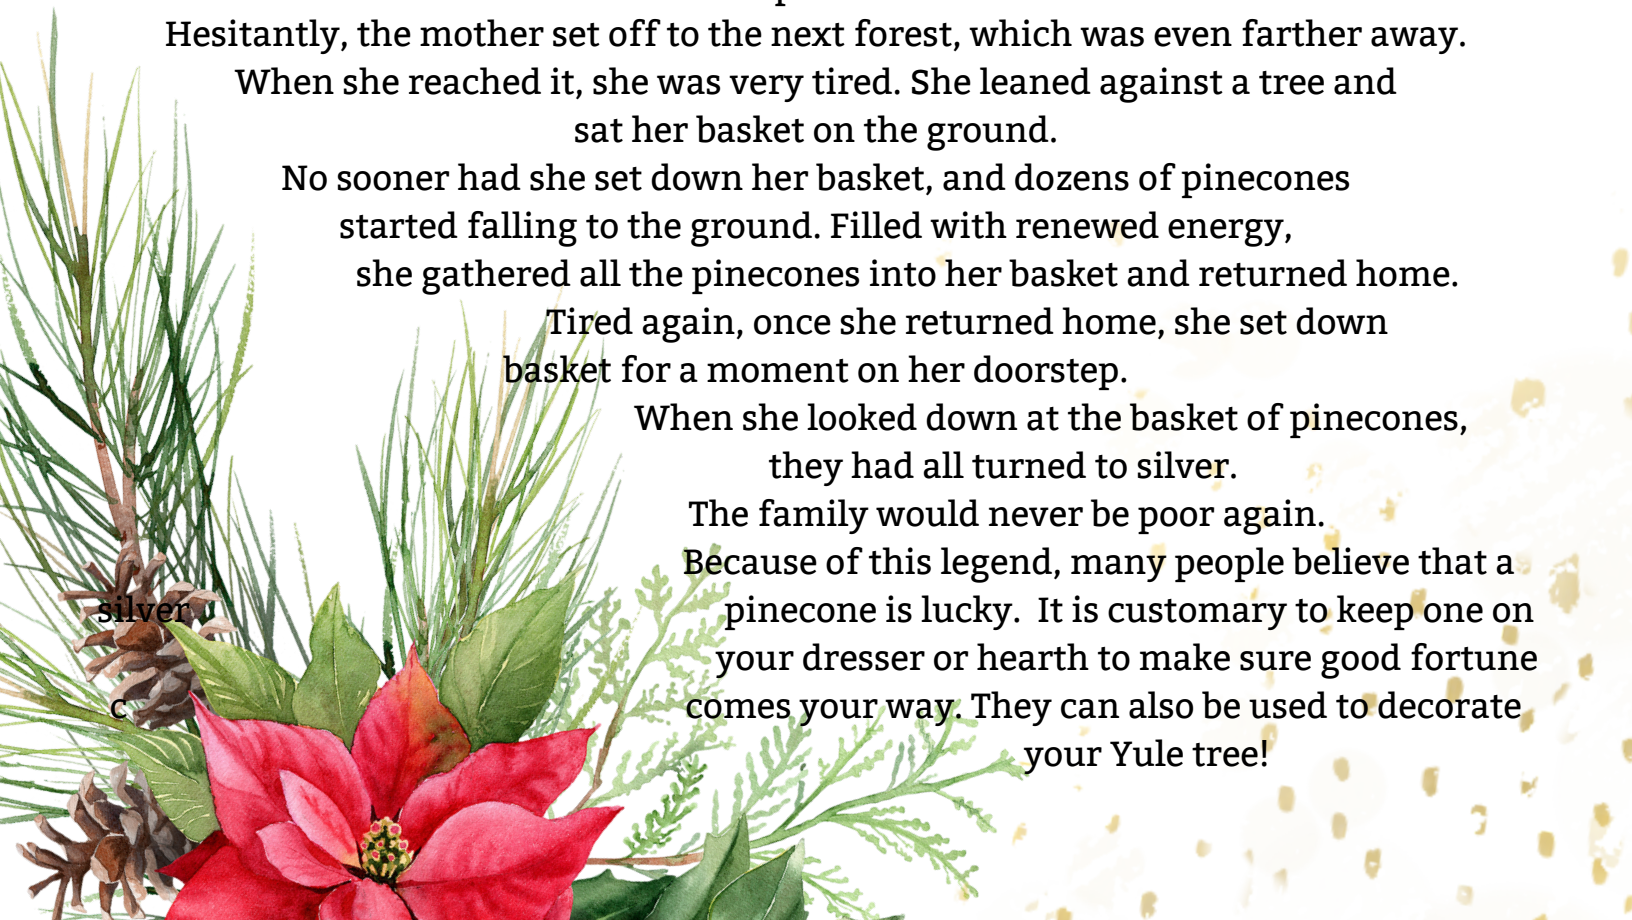 Hesitantly, the mother set off to the next forest, which was even farther away.
When she reached it, she was very tired. She leaned against a tree and
sat her basket on the ground.
No sooner had she set down her basket, and dozens of pinecones
started falling to the ground. Filled with renewed energy,
she gathered all the pinecones into her basket and returned home.
Tired again, once she returned home, she set down
basket for a moment on her doorstep.
When she looked down at the basket of pinecones,
they had all turned to silver.
The family would never be poor again.
Because of this legend, many people believe that a
silver pinecone is lucky. It is customary to keep one on
your dresser or hearth to make sure good fortune
c comes your way. They can also be used to decorate
your Yule tree!